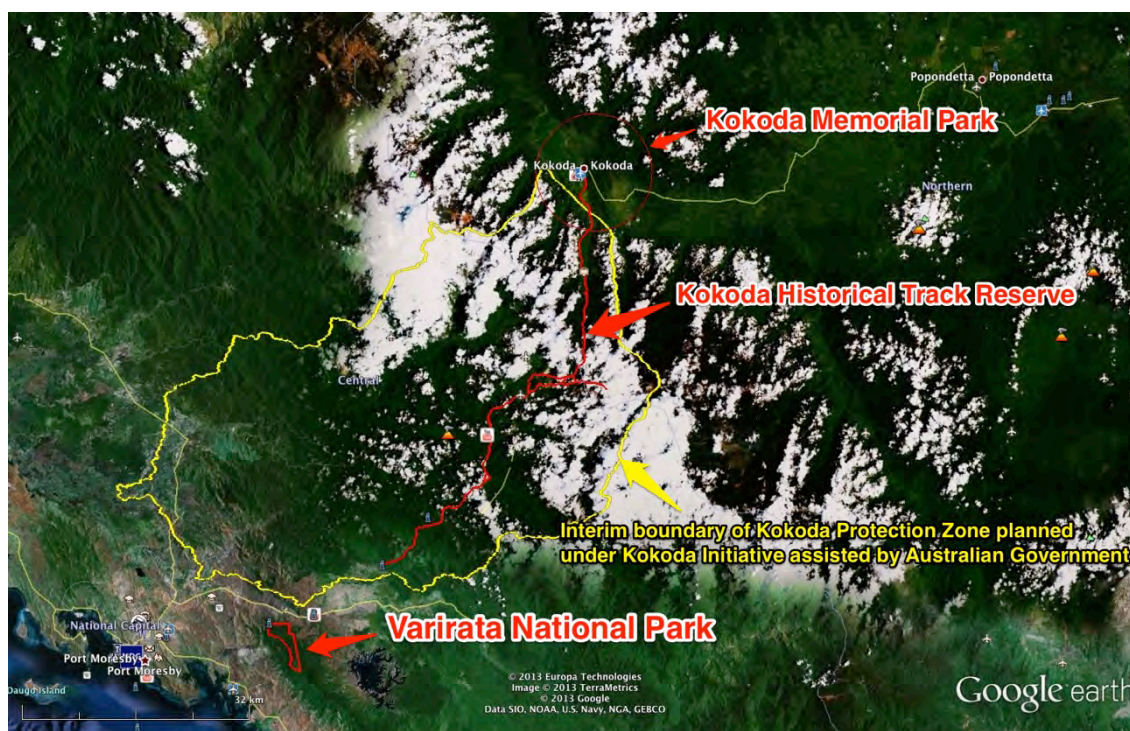 Popondetta
Popondetta
Kokoda Memorial Park
Kokoda
Kokoda
Northern
Kokoda Historical Track Reserve
Central
Interim boundary of Kokoda Protection Zone planned
under Kokoda Initiative assisted by Australian Government
National Capital
Varirata National Park
Port Moresby
Port Moresby
Daugo Island
32 km
© 2013 Europa Technologies
Image © 2013 TerraMetrics
© 2013 Google
Data SIO, NOAA, U.S. Navy, NGA, GEBCO
Google earth